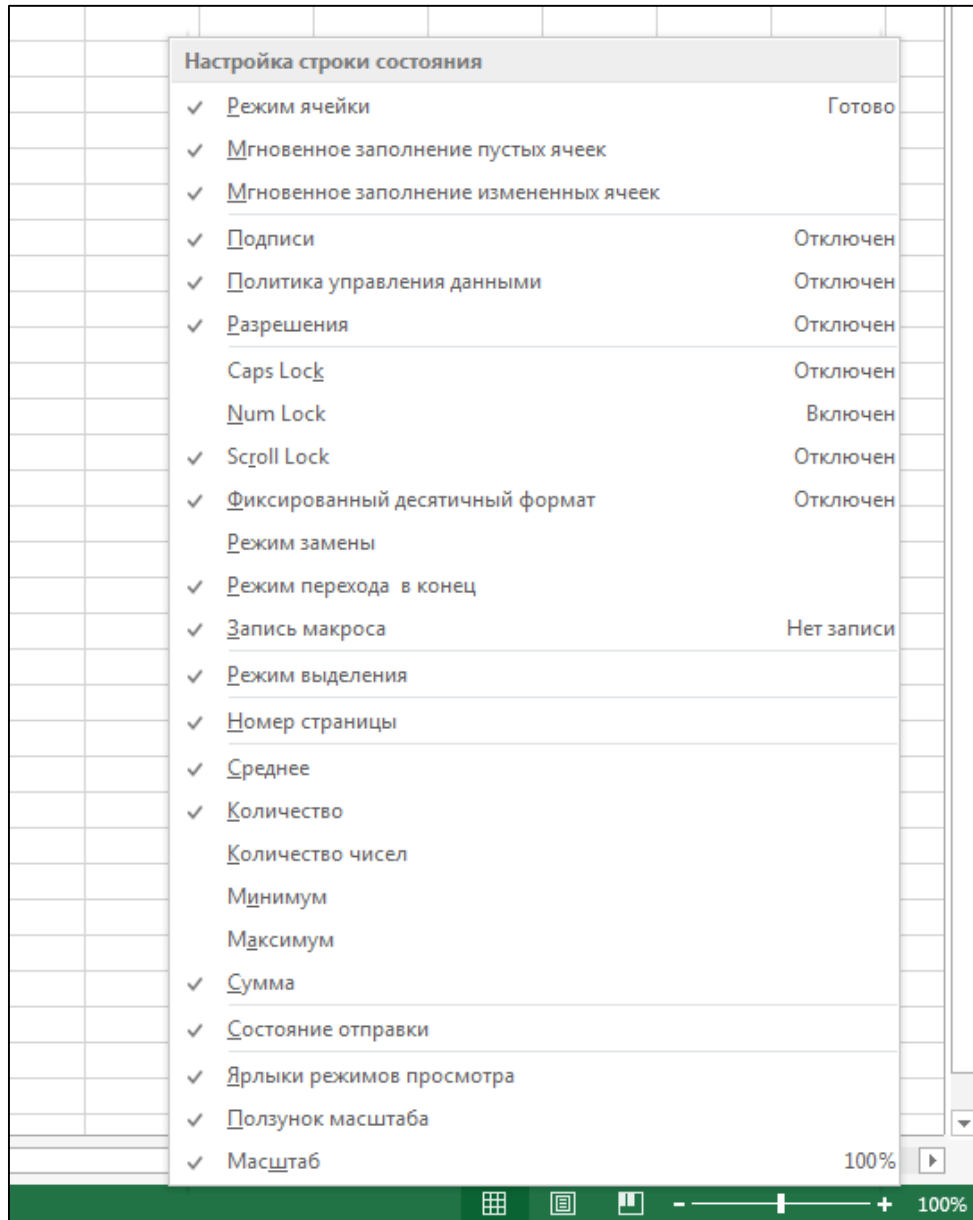 Настройка строки состояния
Режим ячейки Готово
Мгновенное заполнение пустых ячеек
Мгновенное заполнение измененных ячеек
Подписи Отключен
Политика управления данными Отключен
Разрешения Отключен
Caps Lock Отключен
Num Lock Включен
Scroll Lock Отключен
Фиксированный десятичный формат Отключен
Режим замены
Режим перехода в конец
Запись макроса Нет записи
Режим выделения
Номер страницы
Среднее
Количество
Количество чисел
Минимум
Максимум
Сумма
Состояние отправки
Ярлыки режимов просмотра
Ползунок масштаба
Масштаб 100%
100%